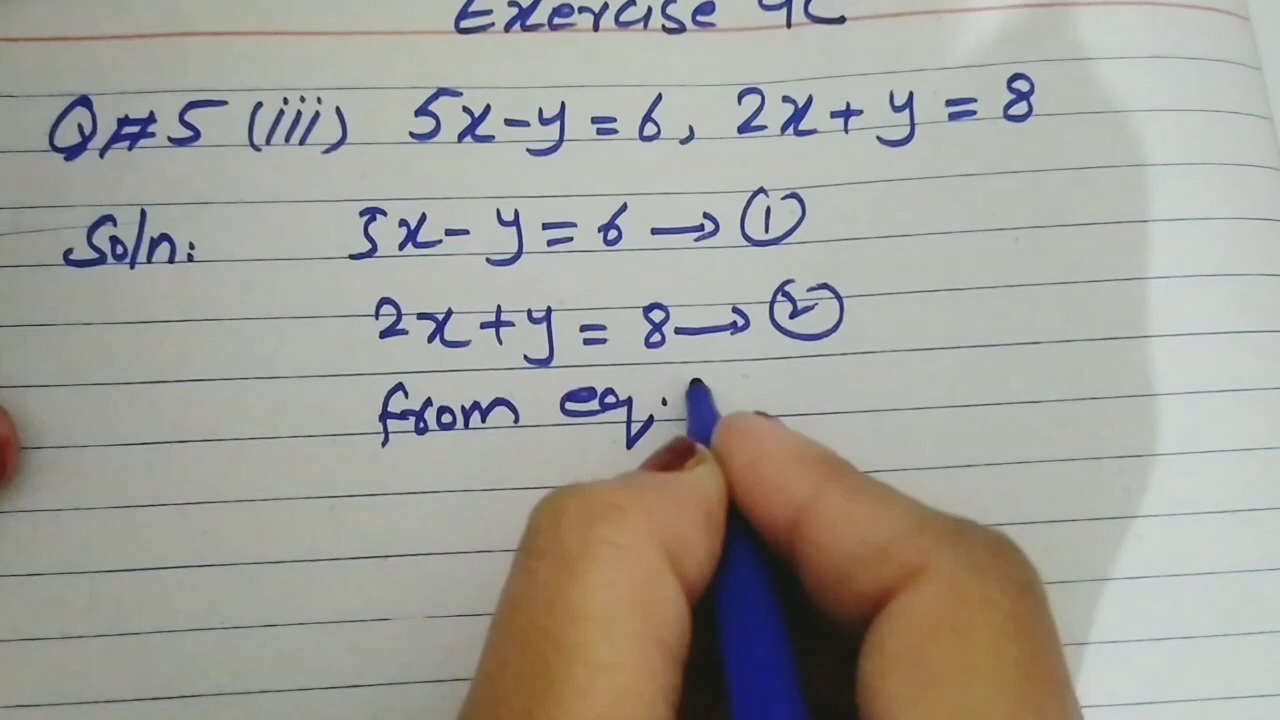 Exercise 4C
Q#5 (iii) 5x-y=6, 2x+y=8
Soln: 5x-y=6→①
2x+y=8→②
from eq.